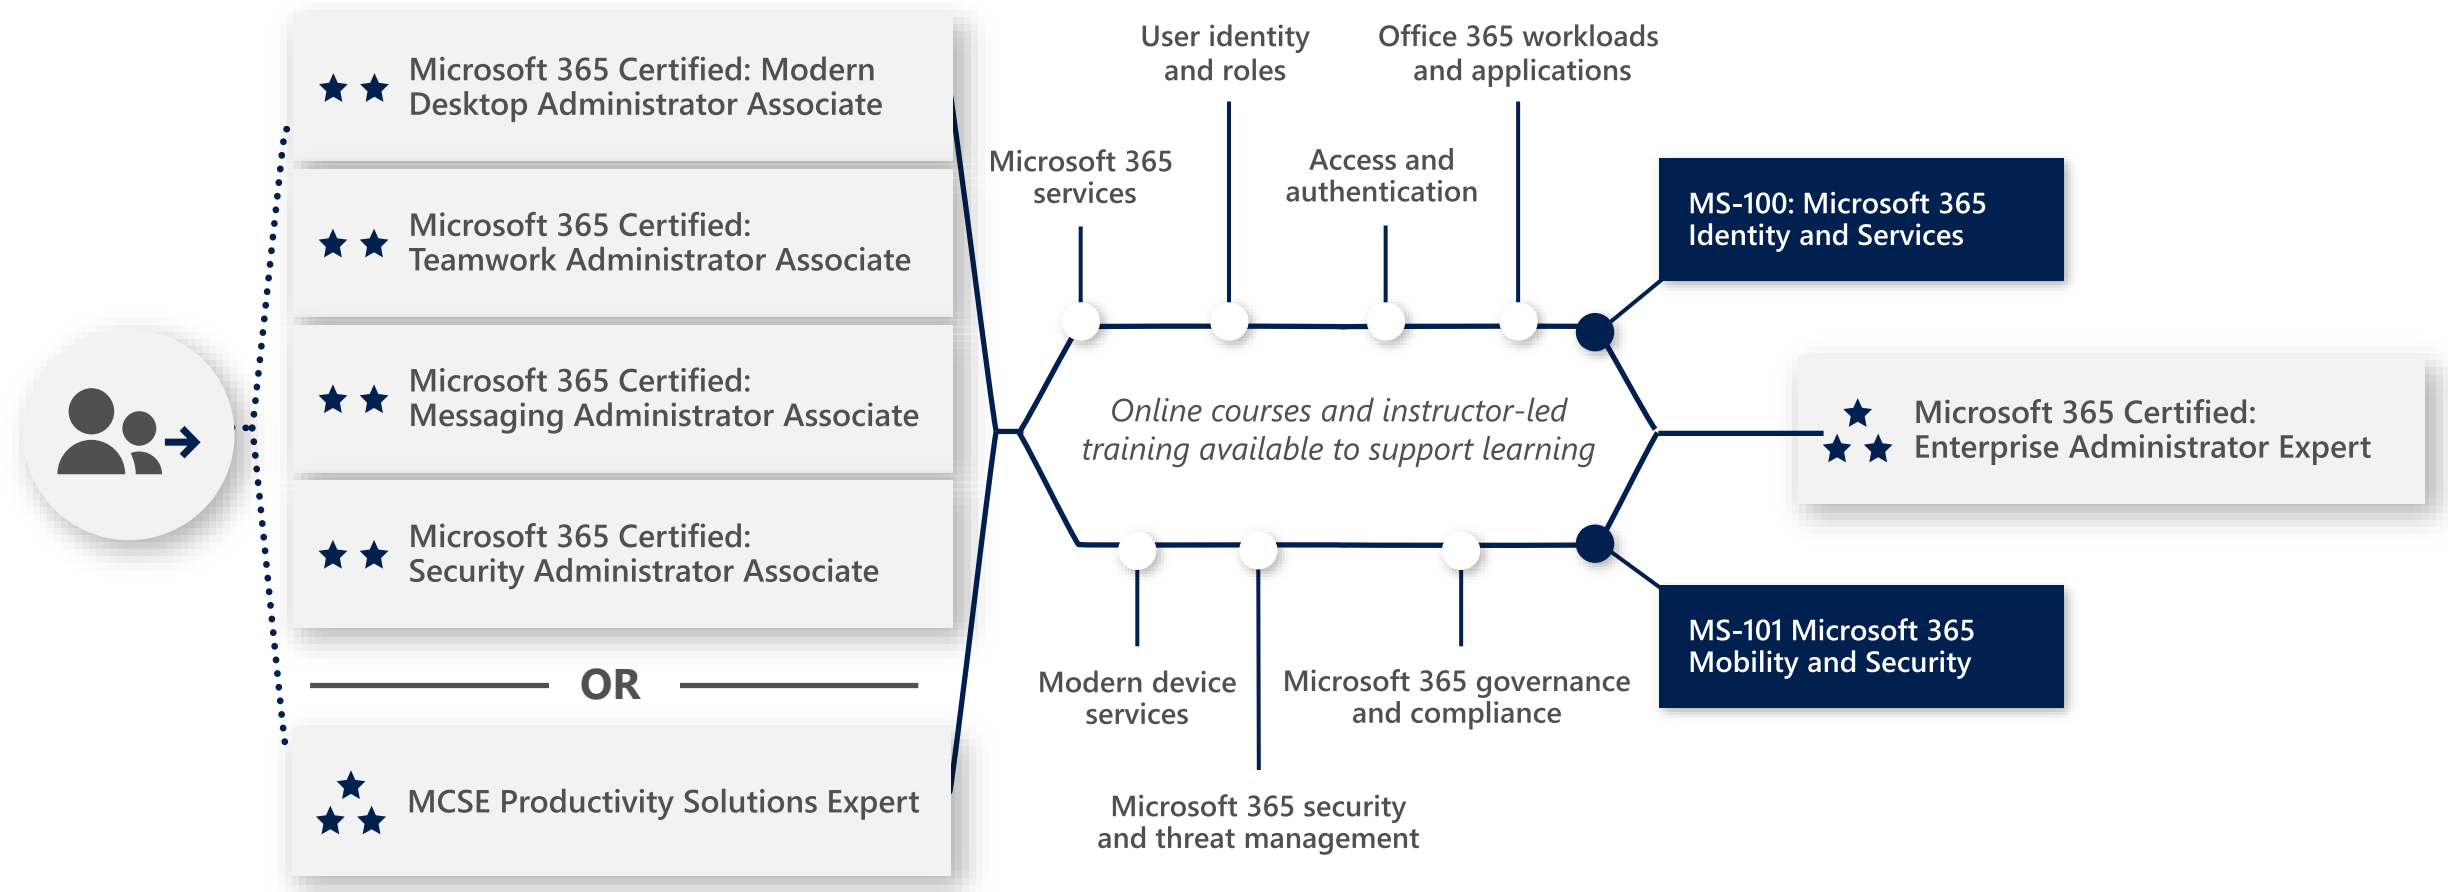 Microsoft 365 Certified: Modern
Desktop Administrator Associate
Microsoft 365 Certified:
Teamwork Administrator Associate
Microsoft 365 Certified:
Messaging Administrator Associate
Microsoft 365 Certified:
Security Administrator Associate
OR
MCSE Productivity Solutions Expert
Microsoft 365
services
User identity
and roles
Access and
authentication
Office 365 workloads
and applications
MS-100: Microsoft 365
Identity and Services
Online courses and instructor-led
training available to support learning
Modern device
services
Microsoft 365 security
and threat management
Microsoft 365 governance
and compliance
MS-101 Microsoft 365
Mobility and Security
Microsoft 365 Certified:
Enterprise Administrator Expert